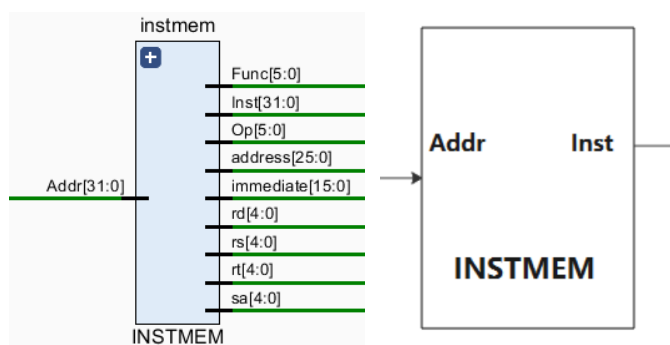 instmem
Func[5:0]
Inst[31:0]
Op[5:0]
address[25:0]
Addr[31:0]
immediate[15:0]
rd[4:0]
rs[4:0]
rt[4:0]
sa[4:0]
INSTMEM
Addr
Inst
INSTMEM